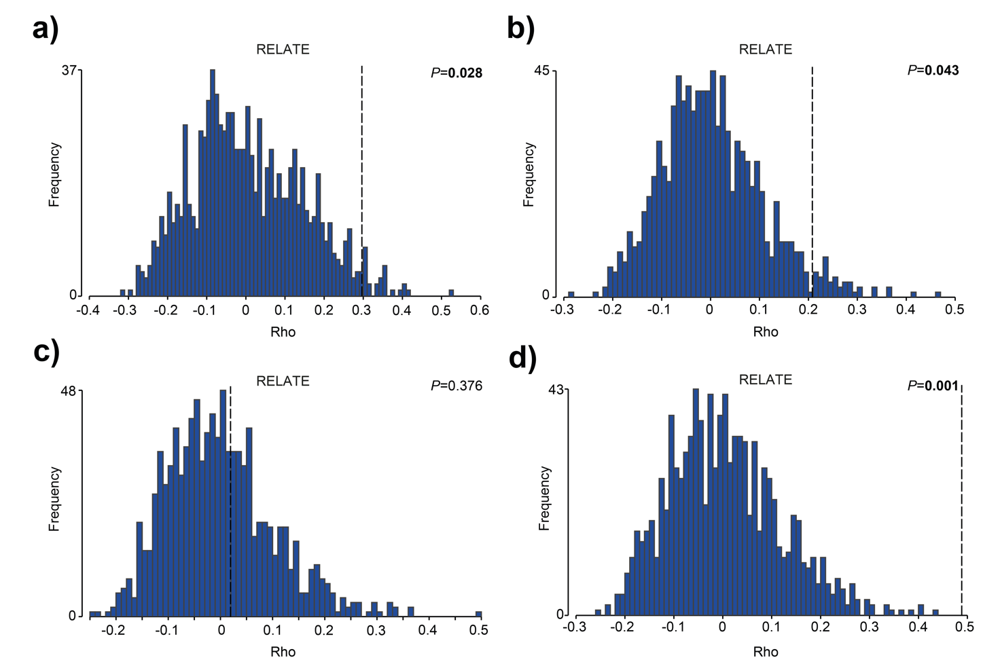 a)
RELATE
P=0.028
37
Frequency
0
-0.4 -0.3 -0.2 -0.1 0 0.1 0.2 0.3 0.4 0.5 0.6
Rho
b)
RELATE
P=0.043
45
Frequency
0
-0.3 -0.2 -0.1 0 0.1 0.2 0.3 0.4 0.5
Rho
c)
RELATE
P=0.376
48
Frequency
0
-0.2 -0.1 0 0.1 0.2 0.3 0.4 0.5
Rho
d)
RELATE
P=0.001
43
Frequency
0
-0.3 -0.2 -0.1 0 0.1 0.2 0.3 0.4 0.5
Rho